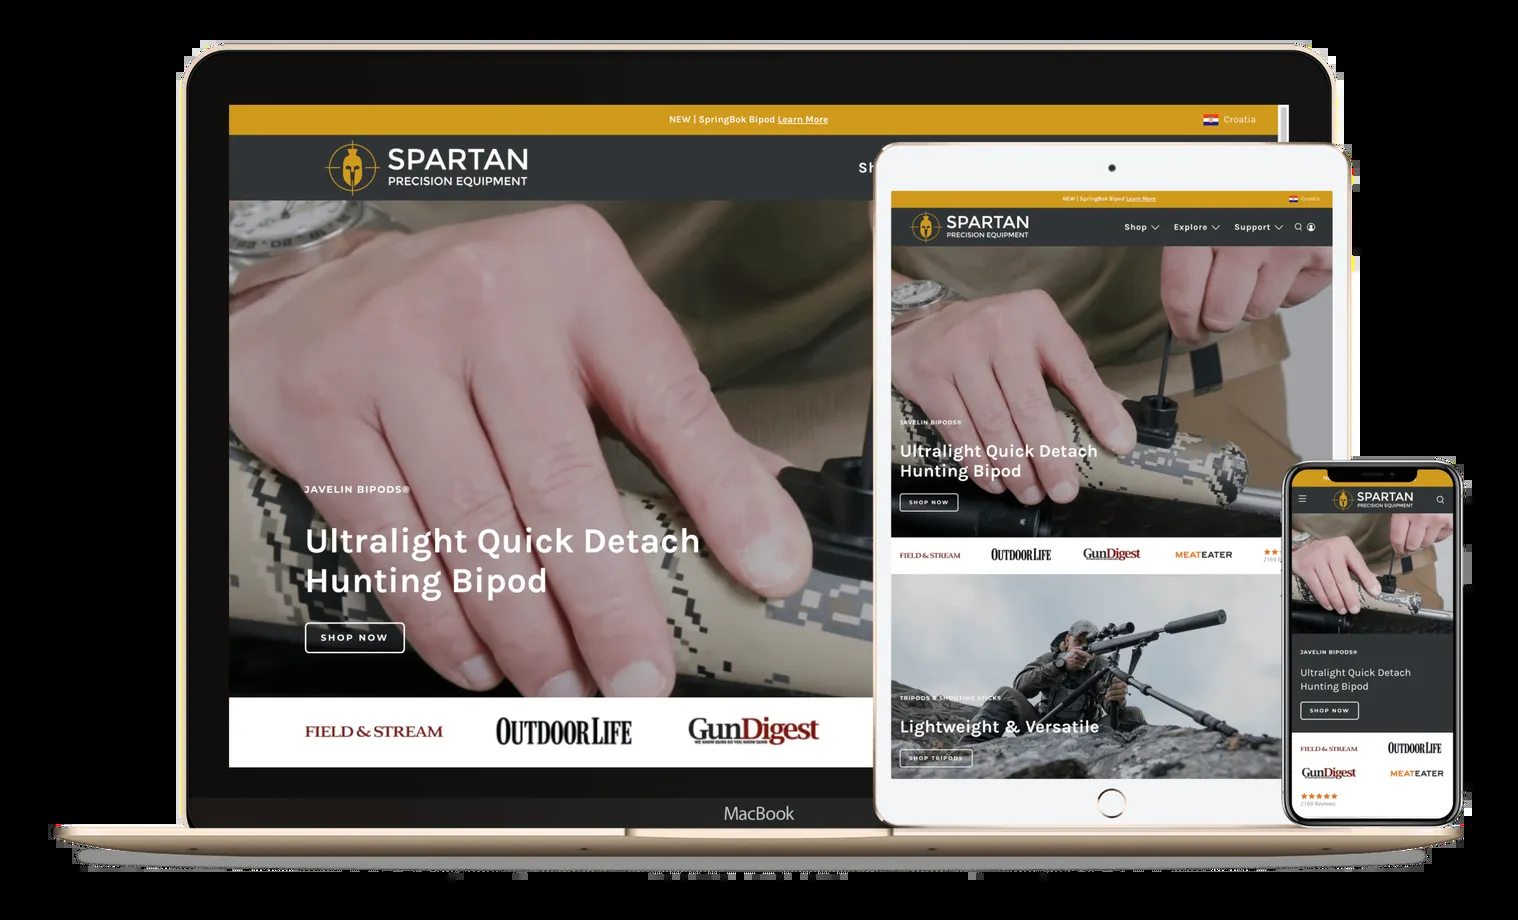 NEW | SpringBok Bipod Learn More
Croatia
SPARTAN
PRECISION EQUIPMENT
JAVELIN BIPODS®
Ultralight Quick Detach
Hunting Bipod
SHOP NOW
FIELD & STREAM
OUTDOOR LIFE
GunDigest
MacBook
NEW | SpringBok Bipod Learn More
Croatia
SPARTAN
PRECISION EQUIPMENT
Shop
Explore
Support
JAVELIN BIPODS®
Ultralight Quick Detach
Hunting Bipod
SHOP NOW
FIELD & STREAM
OUTDOOR LIFE
GunDigest
MEATEATER
TRIPODS & SHOOTING STICKS
Lightweight & Versatile
SHOP TRIPODS
SPARTAN
PRECISION EQUIPMENT
JAVELIN BIPODS®
Ultralight Quick Detach
Hunting Bipod
SHOP NOW
FIELD & STREAM
OUTDOOR LIFE
GunDigest
MEATEATER
2169 Reviews